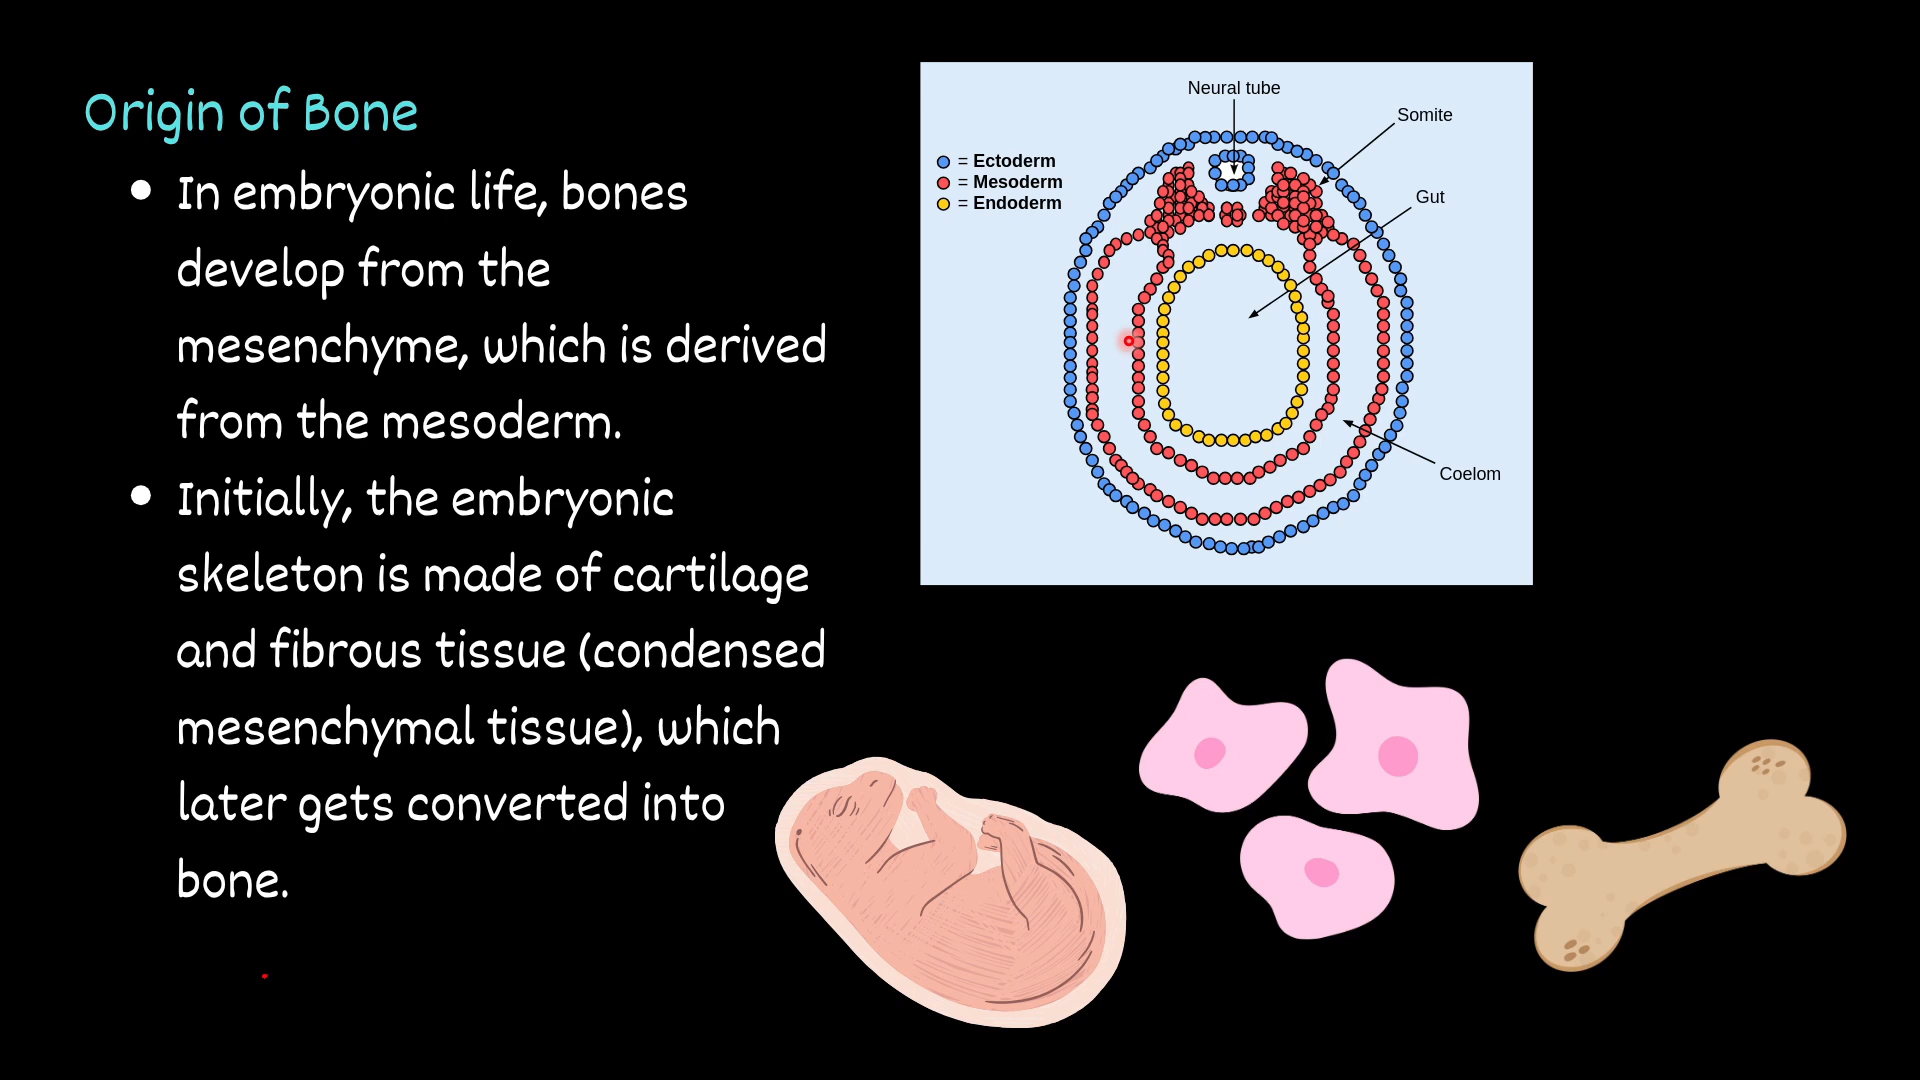 Origin of Bone
• In embryonic life, bones
develop from the
mesenchyme, which is derived
from the mesoderm.
• Initially, the embryonic
skeleton is made of cartilage
and fibrous tissue (condensed
mesenchymal tissue), which
later gets converted into
bone.
Neural tube
Somite
= Ectoderm
= Mesoderm
= Endoderm
Gut
Coelom